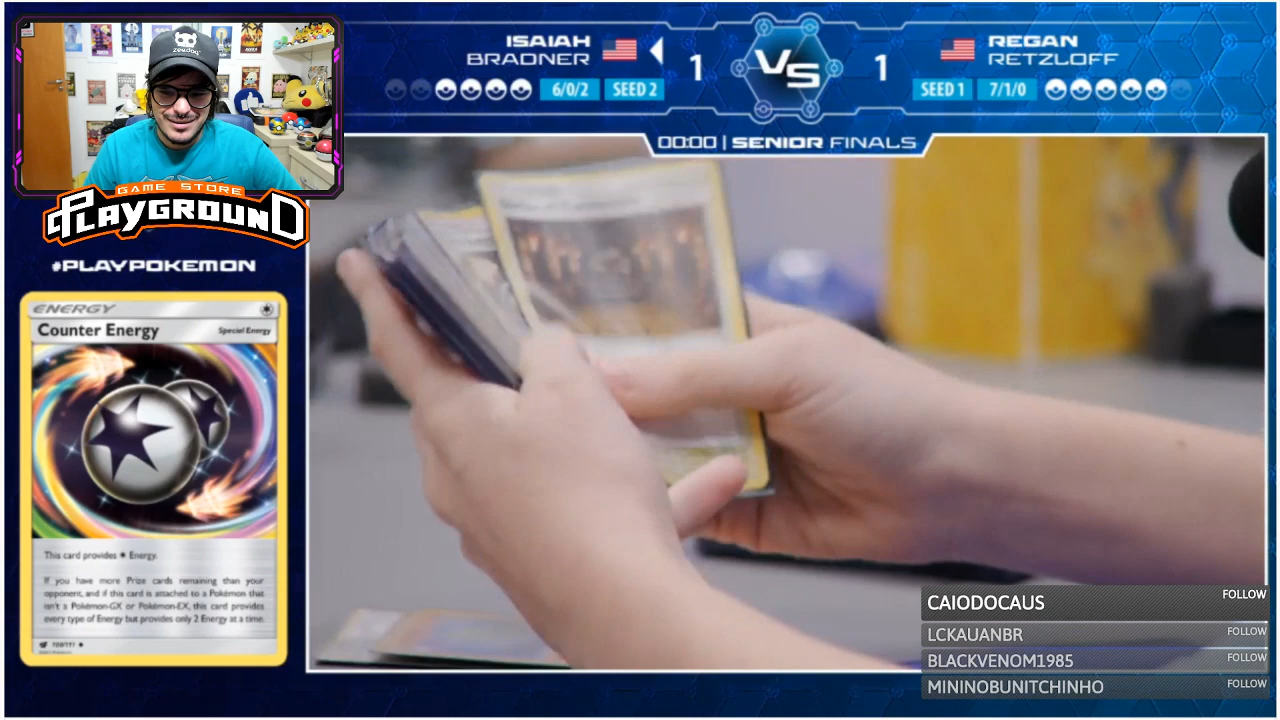 zeedog
GAME STORE
PLAYGROUND
#PLAYPOKEMON
ISAIAH
BRADNER
1
6/0/2
SEED 2
VS
1
REGAN
RETZLOFF
SEED 1
7/1/0
00:00 | SENIOR FINALS
ENERGY
Counter Energy
Special Energy
This card provides Energy.
If you have more Prize cards remaining than your
opponent, and if this card is attached to a Pokémon that
isn't a Pokémon-GX or Pokémon-EX, this card provides
every type of Energy but provides only 2 Energy at a time.
CAIODOCAUS FOLLOW
LCKAUANBR FOLLOW
BLACKVENOM1985 FOLLOW
MININOBUNITCHINHO FOLLOW